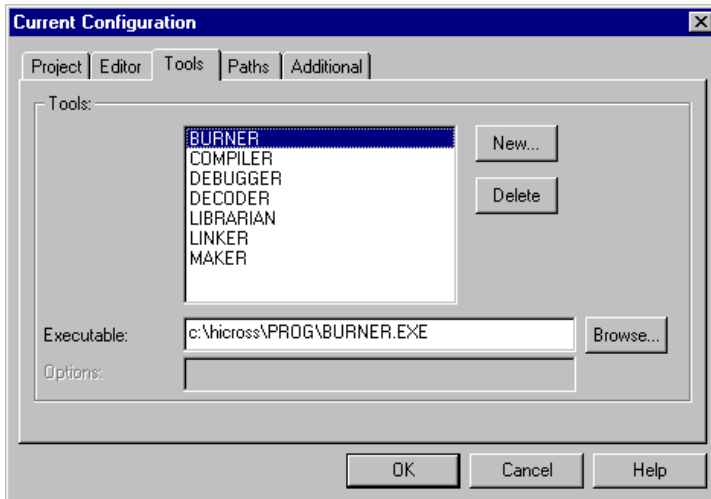 Current Configuration
Project Editor Tools Paths Additional
Tools:
BURNER
COMPILER
DEBUGGER
DECODER
LIBRARIAN
LINKER
MAKER
New...
Delete
Executable: c:\hicross\PROG\BURNER.EXE Browse...
Options:
OK Cancel Help